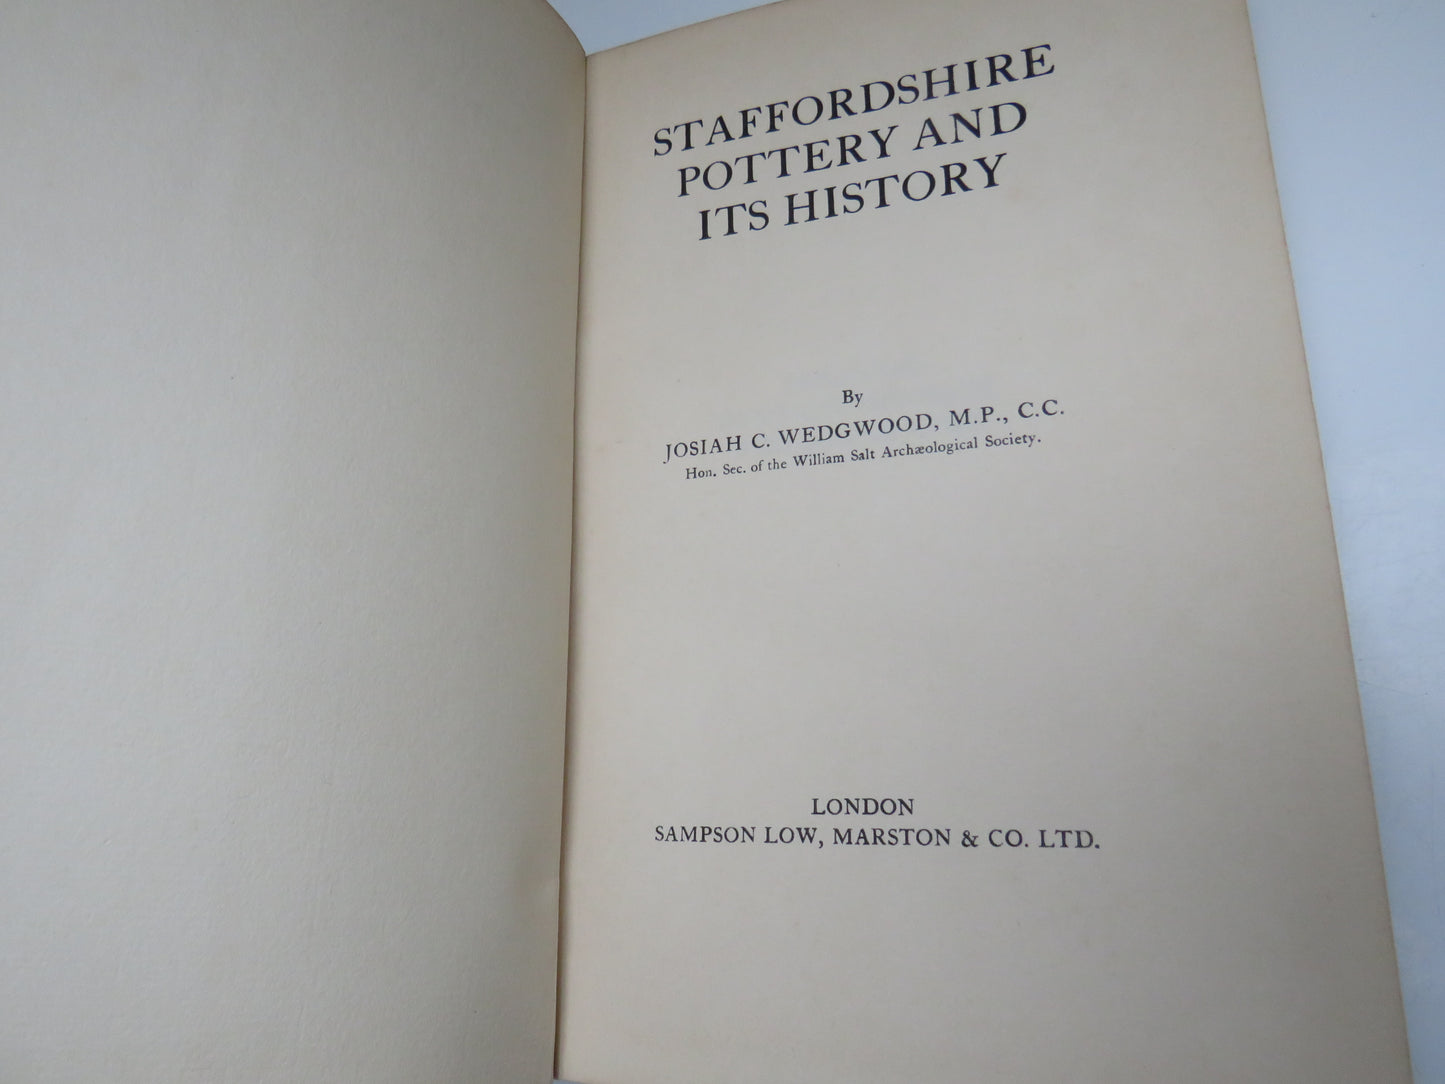 STAFFORDSHIRE
POTTERY AND
ITS HISTORY
By
JOSIAH C. WEDGWOOD, M.P., C.C.
Hon. Sec. of the William Salt Archæological Society.
LONDON
SAMPSON LOW, MARSTON & CO. LTD.